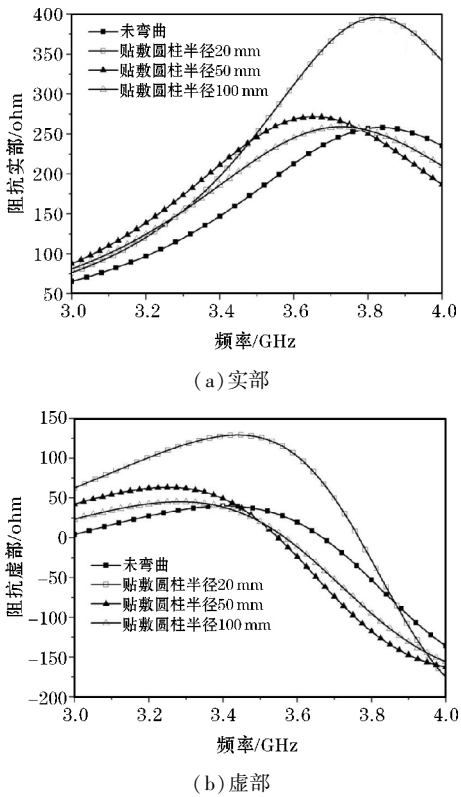 400
350
300
250
200
150
100
50
阻抗实部/ohm
未弯曲
贴敷圆柱半径20 mm
贴敷圆柱半径50 mm
贴敷圆柱半径100 mm
3.0 3.2 3.4 3.6 3.8 4.0
频率/GHz
(a)实部
150
100
50
0
-50
-100
-150
-200
阻抗虚部/ohm
未弯曲
贴敷圆柱半径20 mm
贴敷圆柱半径50 mm
贴敷圆柱半径100 mm
3.0 3.2 3.4 3.6 3.8 4.0
频率/GHz
(b)虚部